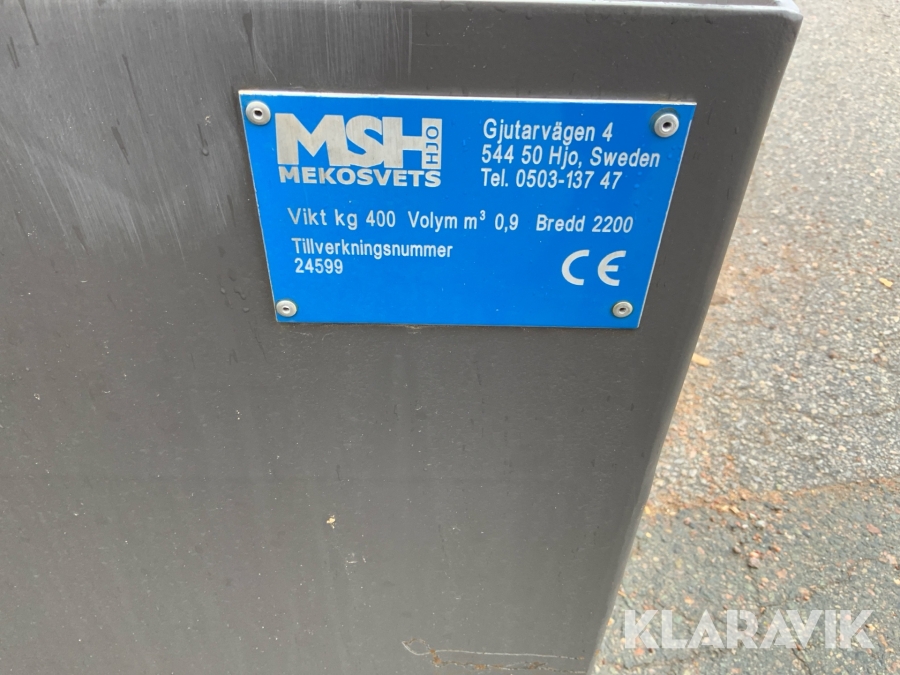 MSH HJO
MEKOSVETS
Gjutarvägen 4
544 50 Hjo, Sweden
Tel. 0503-137 47
Vikt kg 400 Volym m³ 0,9 Bredd 2200
Tillverkningsnummer
24599
CE
KLARAVIK